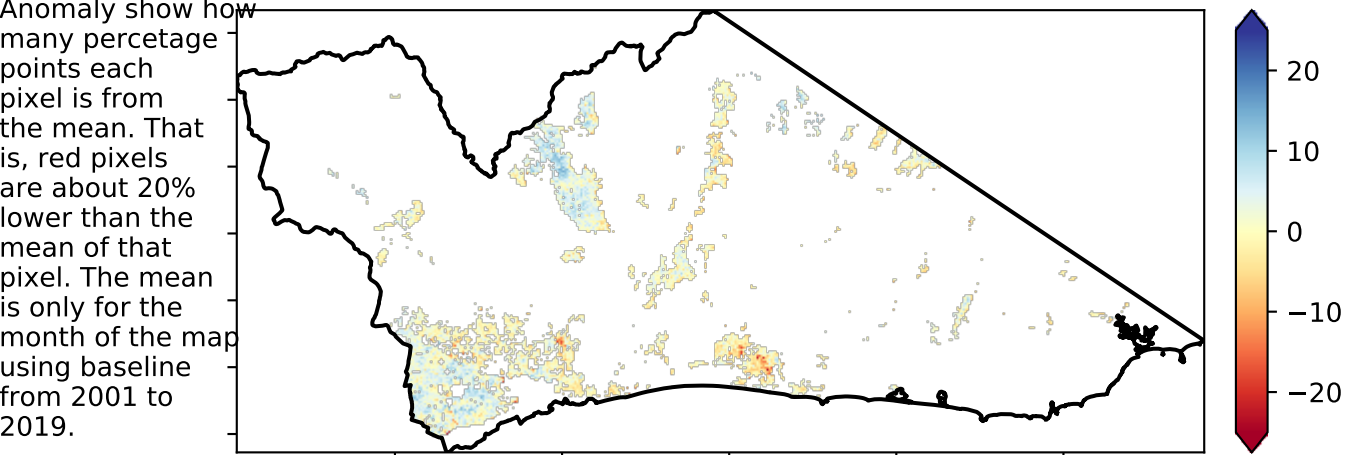 Anomaly show how
many percetage
points each
pixel is from
the mean. That
is, red pixels
are about 20%
lower than the
mean of that
pixel. The mean
is only for the
month of the map
using baseline
from 2001 to
2019.
20
10
0
−10
−20